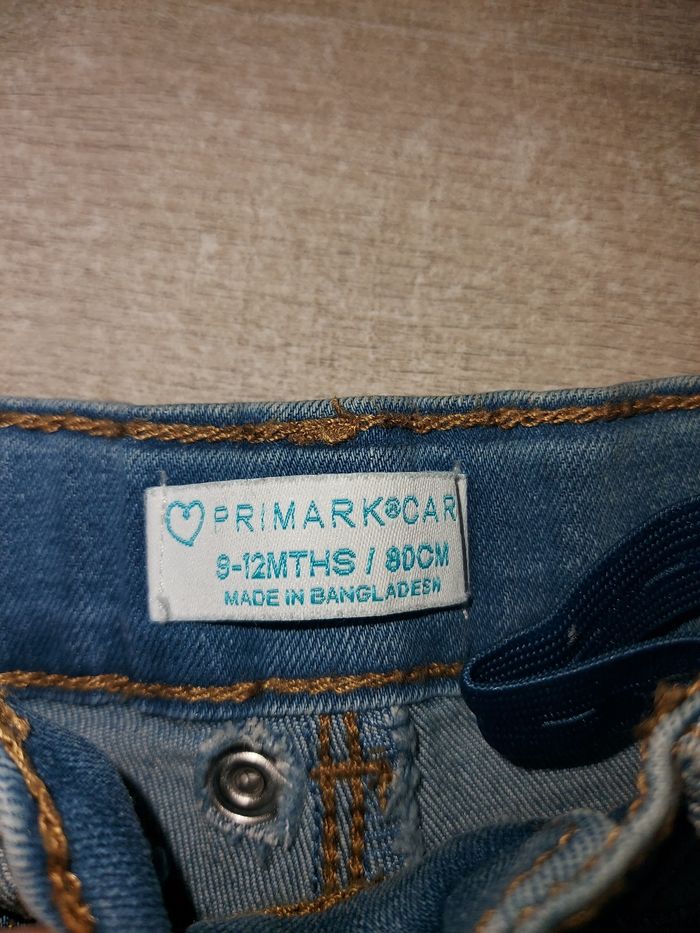 PRIMARK®CAR
9-12MTHS / 80CM
MADE IN BANGLADESH